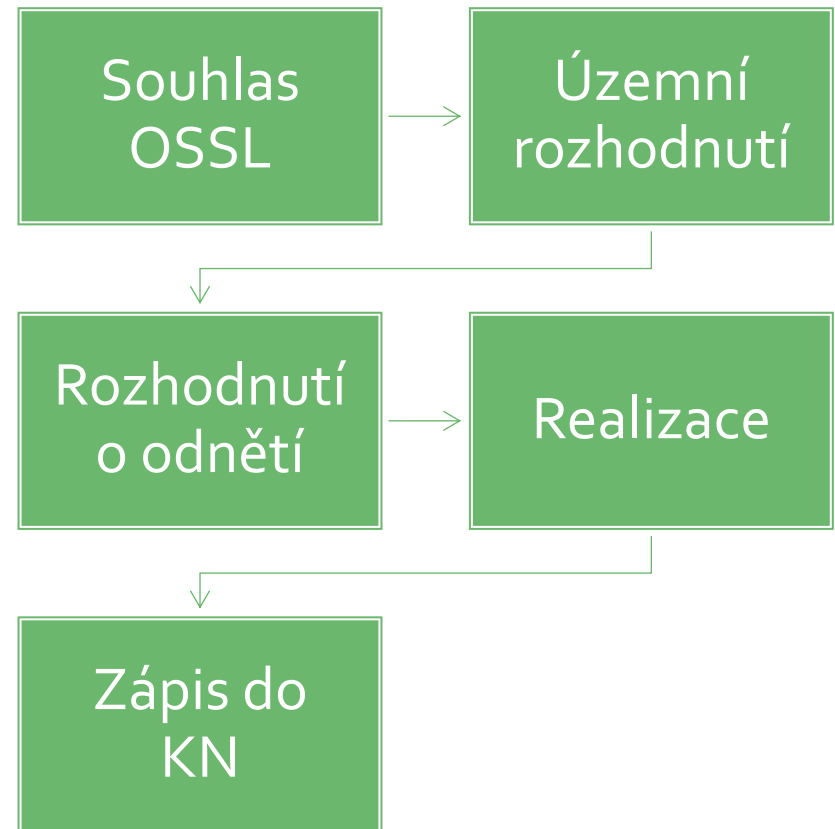 Souhlas
OSSL
Územní
rozhodnutí
Rozhodnutí
o odnětí
Realizace
Zápis do
KN